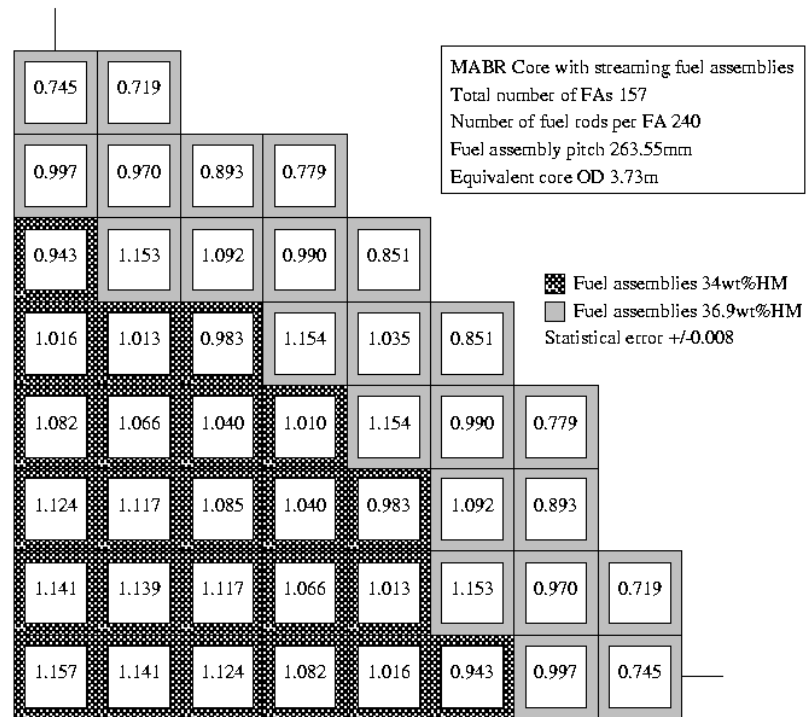 MABR Core with streaming fuel assemblies
Total number of FAs 157
Number of fuel rods per FA 240
Fuel assembly pitch 263.55mm
Equivalent core OD 3.73m
0.745 0.719
0.997 0.970 0.893 0.779
0.943 1.153 1.092 0.990 0.851
Fuel assemblies 34wt%HM
Fuel assemblies 36.9wt%HM
Statistical error +/-0.008
1.016 1.013 0.983 1.154 1.035 0.851
1.082 1.066 1.040 1.010 1.154 0.990 0.779
1.124 1.117 1.085 1.040 0.983 1.092 0.893
1.141 1.139 1.117 1.066 1.013 1.153 0.970 0.719
1.157 1.141 1.124 1.082 1.016 0.943 0.997 0.745